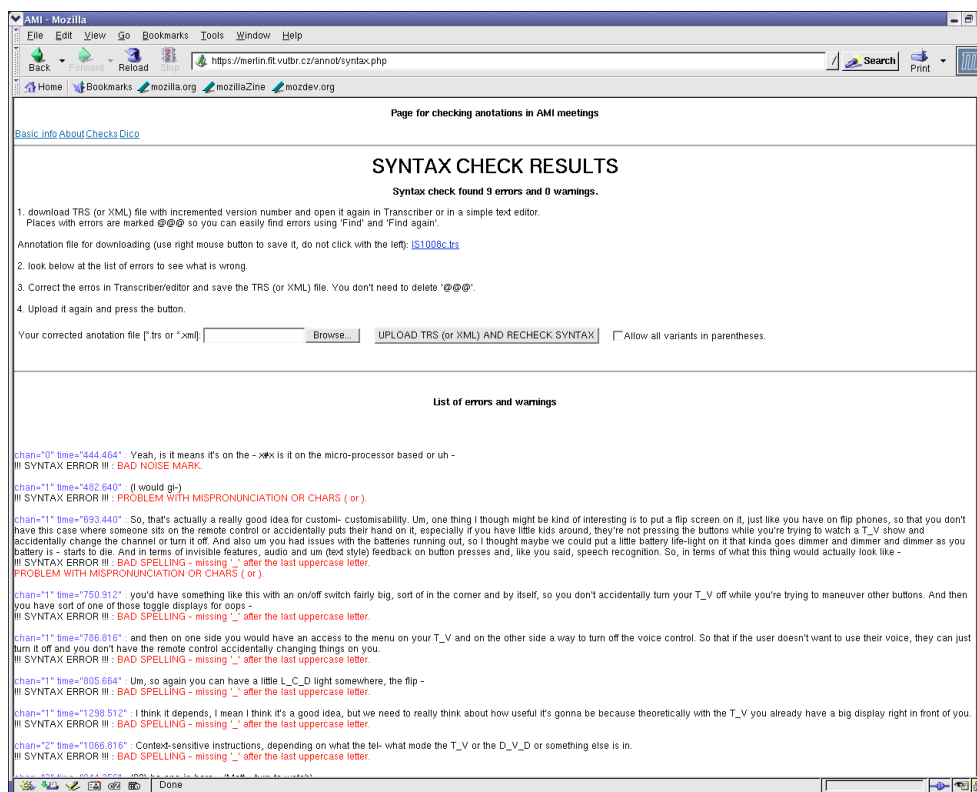 AMI - Mozilla
File Edit View Go Bookmarks Tools Window Help
Back Forward Reload Stop https://merlin.fit.vutbr.cz/annot/syntax.php Search Print
Home Bookmarks mozilla.org mozillaZine mozdev.org
Page for checking anotations in AMI meetings
Basic info About Checks Dico
SYNTAX CHECK RESULTS
Syntax check found 9 errors and 0 warnings.
1. download TRS (or XML) file with incremented version number and open it again in Transcriber or in a simple text editor.
Places with errors are marked @@@ so you can easily find errors using 'Find' and 'Find again'.
Annotation file for downloading (use right mouse button to save it, do not click with the left): IS1008c.trs
2. look below at the list of errors to see what is wrong.
3. Correct the erros in Transcriber/editor and save the TRS (or XML) file. You don't need to delete '@@@'.
4. Upload it again and press the button.
Your corrected anotation file [*.trs or *.xml]: Browse... UPLOAD TRS (or XML) AND RECHECK SYNTAX Allow all variants in parentheses.
List of errors and warnings
chan="0" time="444.464" : Yeah, is it means it's on the - x#x is it on the micro-processor based or uh -
!!! SYNTAX ERROR !!! : BAD NOISE MARK.
chan="1" time="482.640" : (I would gi-)
!!! SYNTAX ERROR !!! : PROBLEM WITH MISPRONUNCIATION OR CHARS ( or ).
chan="1" time="693.440" : So, that's actually a really good idea for customi- customisability. Um, one thing I though might be kind of interesting is to put a flip screen on it, just like you have on flip phones, so that you don't
have this case where someone sits on the remote control or accidentally puts their hand on it, especially if you have little kids around, they're not pressing the buttons while you're trying to watch a T_V show and
accidentally change the channel or turn it off. And also um you had issues with the batteries running out, so I thought maybe we could put a little battery life-light on it that kinda goes dimmer and dimmer and dimmer as you
battery is - starts to die. And in terms of invisible features, audio and um (text style) feedback on button presses and, like you said, speech recognition. So, in terms of what this thing would actually look like -
!!! SYNTAX ERROR !!! : BAD SPELLING - missing '_' after the last uppercase letter.
PROBLEM WITH MISPRONUNCIATION OR CHARS ( or ).
chan="1" time="750.912" : you'd have something like this with an on/off switch fairly big, sort of in the corner and by itself, so you don't accidentally turn your T_V off while you're trying to maneuver other buttons. And then
you have sort of one of those toggle displays for oops -
!!! SYNTAX ERROR !!! : BAD SPELLING - missing '_' after the last uppercase letter.
chan="1" time="786.816" : and then on one side you would have an access to the menu on your T_V and on the other side a way to turn off the voice control. So that if the user doesn't want to use their voice, they can just
turn it off and you don't have the remote control accidentally changing things on you.
!!! SYNTAX ERROR !!! : BAD SPELLING - missing '_' after the last uppercase letter.
chan="1" time="805.664" : Um, so again you can have a little L_C_D light somewhere, the flip -
!!! SYNTAX ERROR !!! : BAD SPELLING - missing '_' after the last uppercase letter.
chan="1" time="1298.512" : I think it depends, I mean I think it's a good idea, but we need to really think about how useful it's gonna be because theoretically with the T_V you already have a big display right in front of you.
!!! SYNTAX ERROR !!! : BAD SPELLING - missing '_' after the last uppercase letter.
chan="2" time="1066.816" : Context-sensitive instructions, depending on what the tel- what mode the T_V or the D_V_D or something else is in.
!!! SYNTAX ERROR !!! : BAD SPELLING - missing '_' after the last uppercase letter.
Done